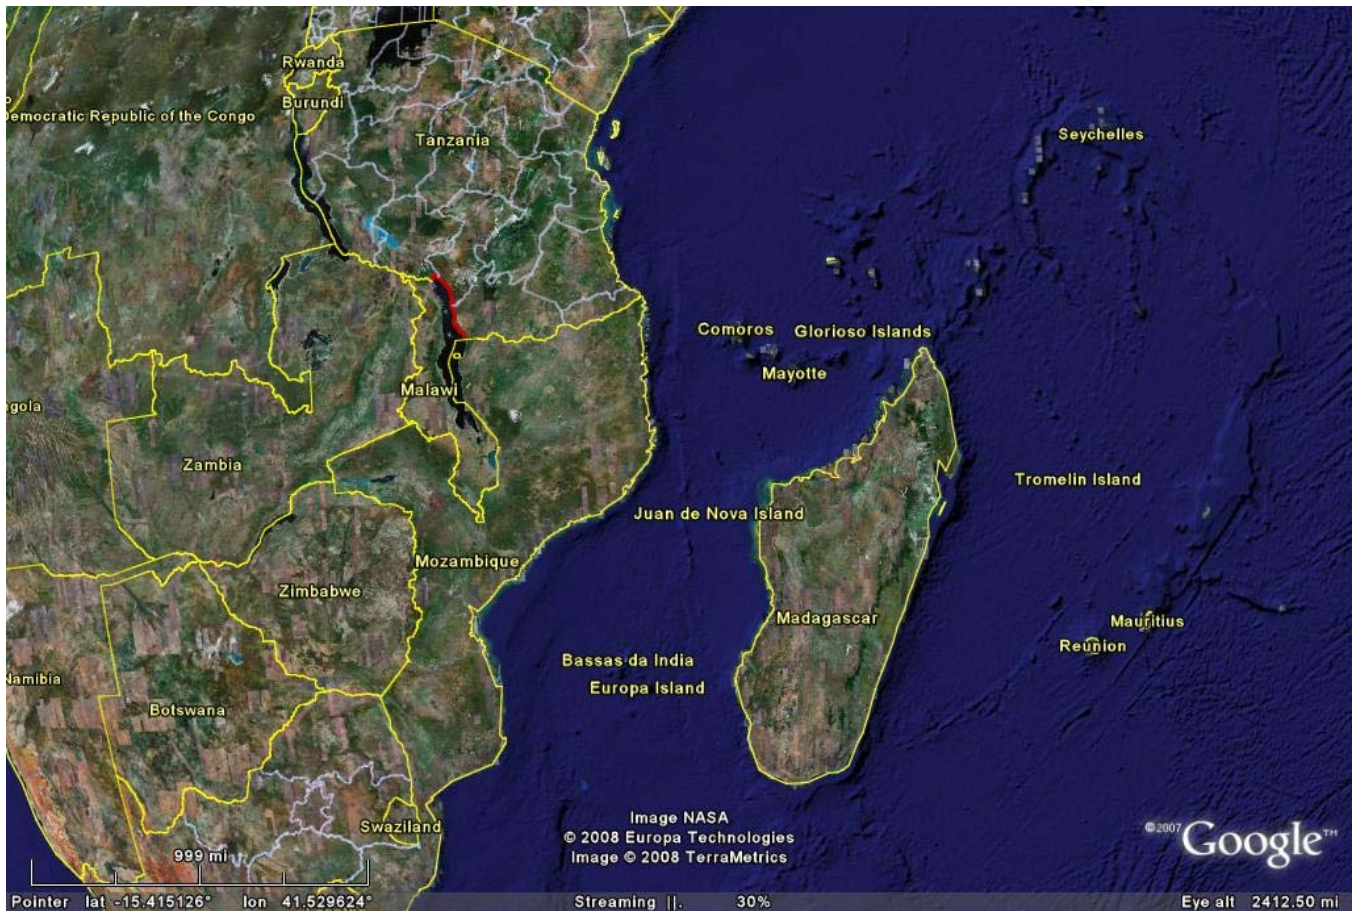 Rwanda
Burundi
Democratic Republic of the Congo
Tanzania
Seychelles
Comoros
Glorioso Islands
Mayotte
Malawi
ngola
Zambia
Tromelin Island
Juan de Nova Island
Mozambique
Zimbabwe
Madagascar
Mauritius
Reunion
Bassas da India
Europa Island
Namibia
Botswana
Swaziland
Image NASA
© 2008 Europa Technologies
Image © 2008 TerraMetrics
©2007 Google™
999 mi
Pointer lat -15.415126° lon 41.529624° Streaming ||. 30% Eye alt 2412.50 mi